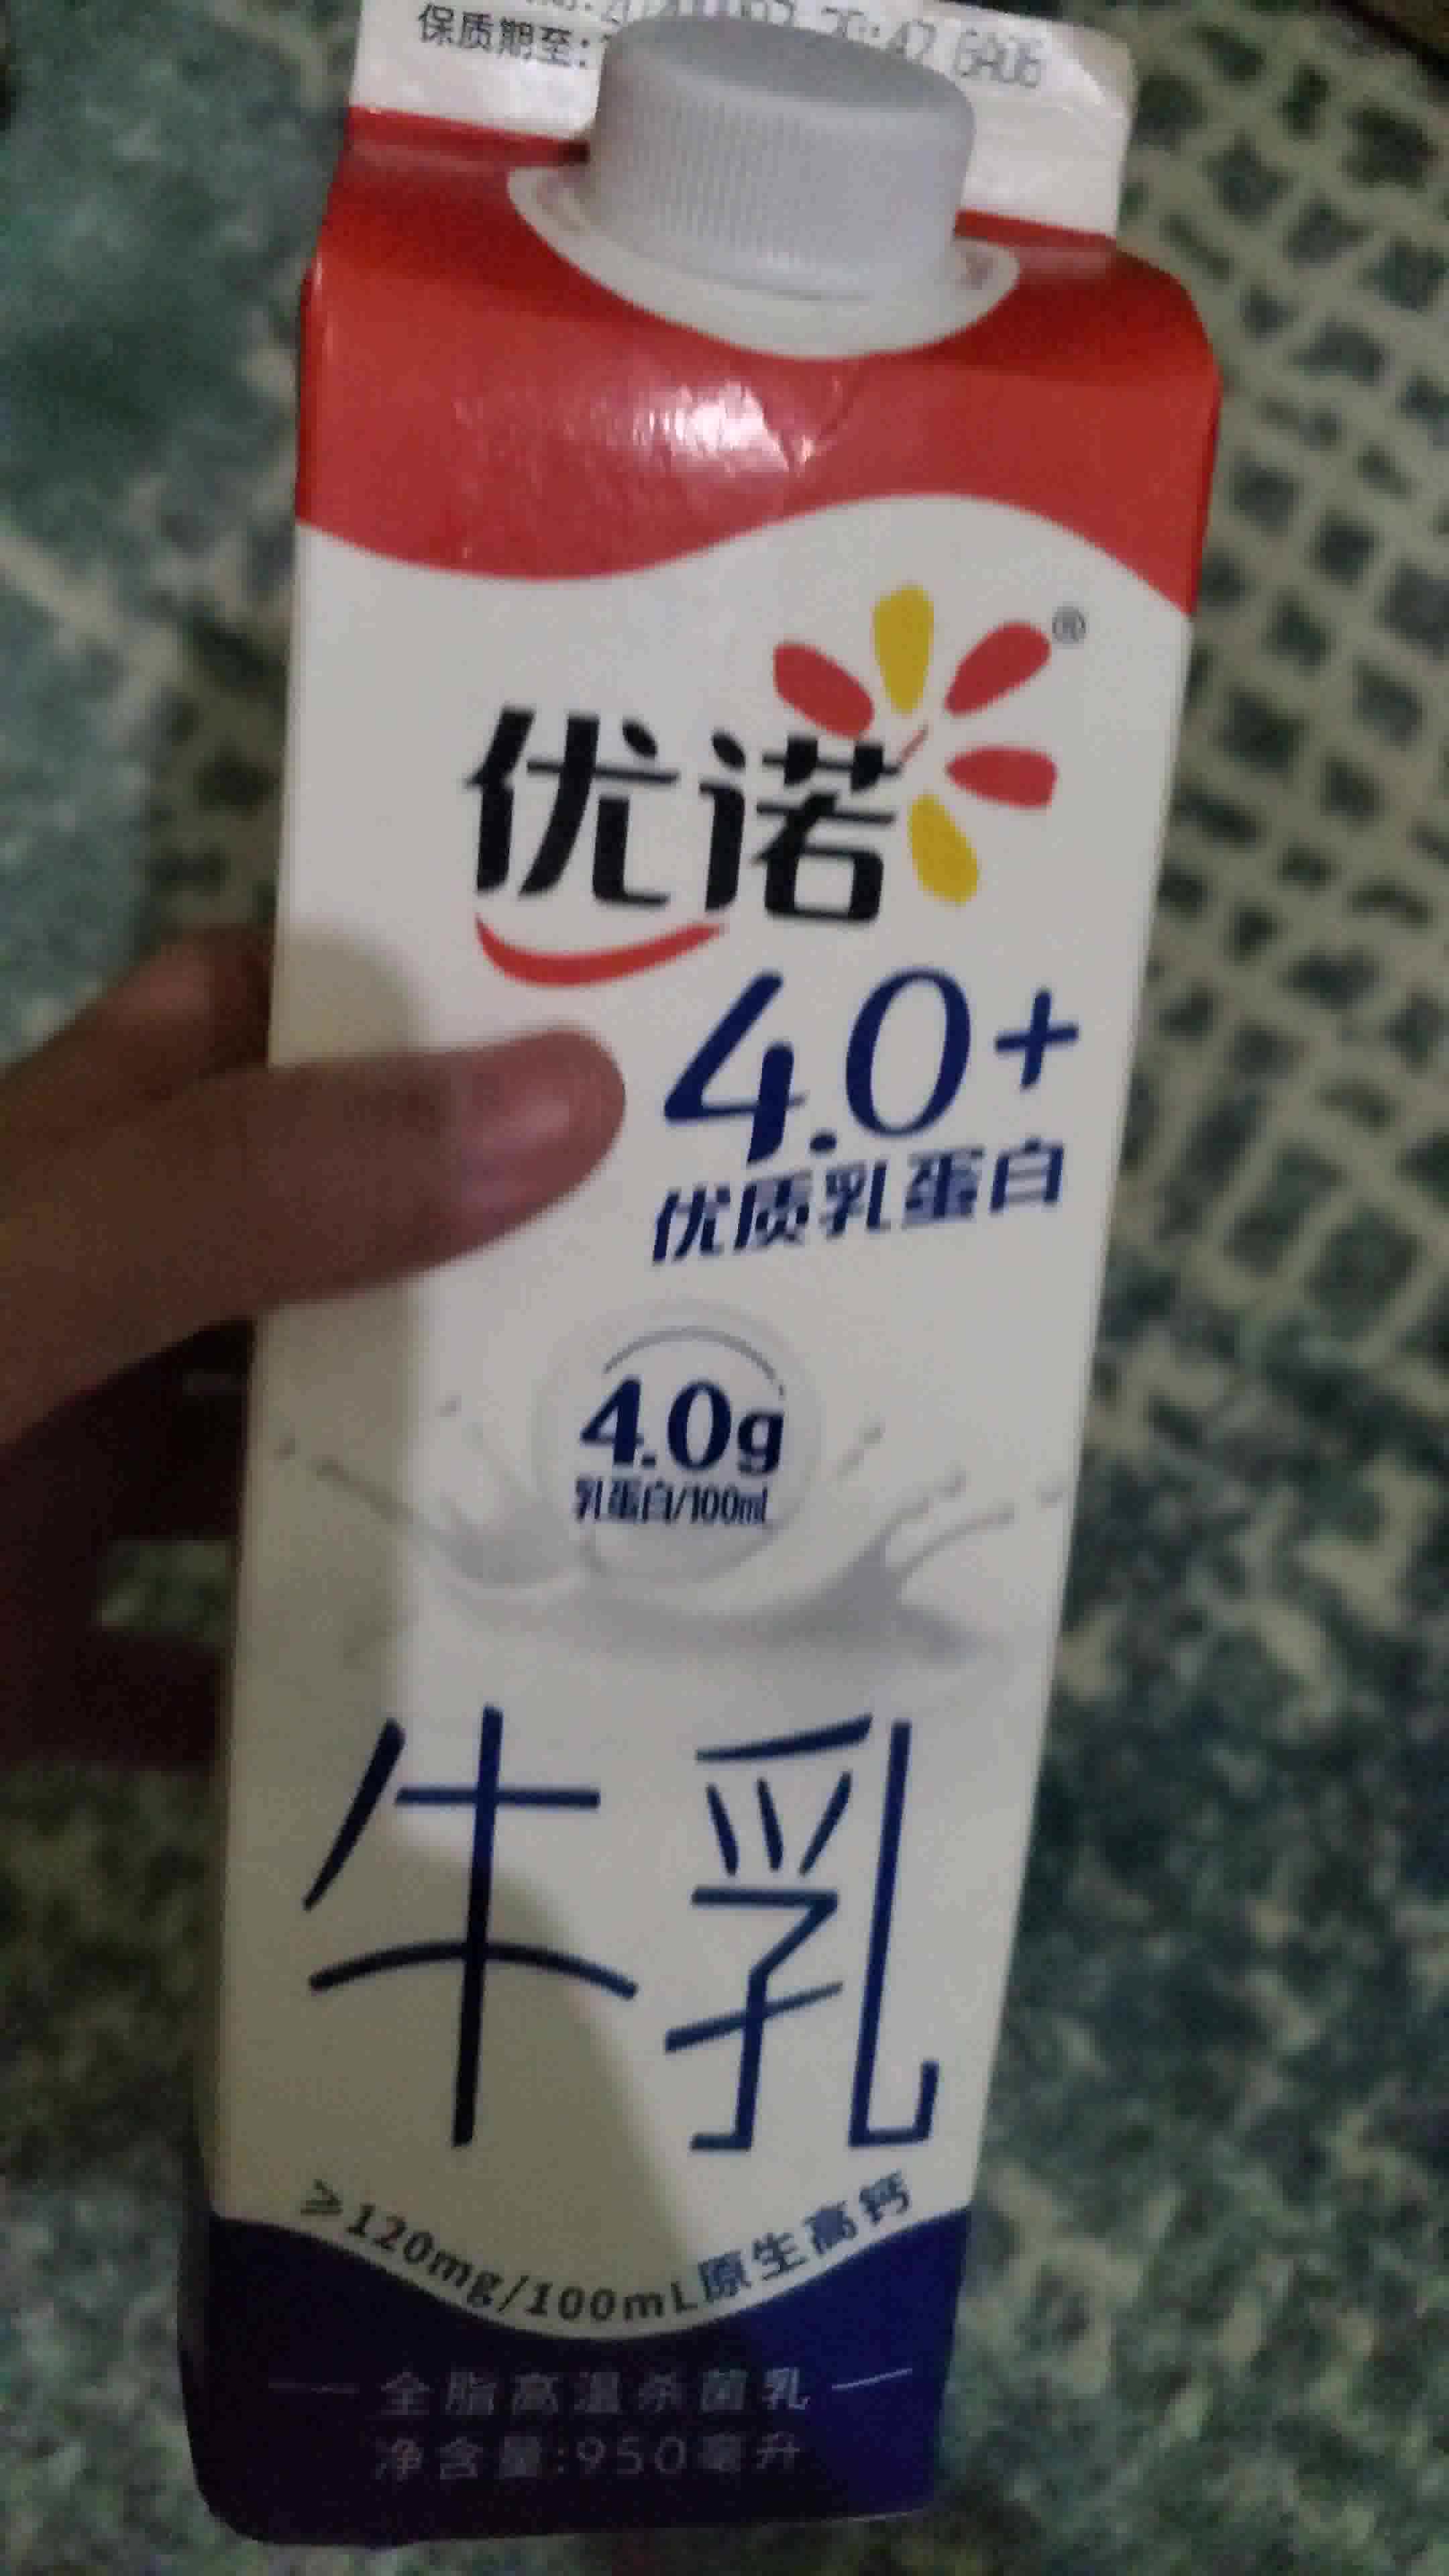 保质期至:
优诺®
4.0+
优质乳蛋白
4.0g
乳蛋白/100mL
牛乳
≥120mg/100mL原生高钙
全脂高温杀菌乳
净含量:950毫升